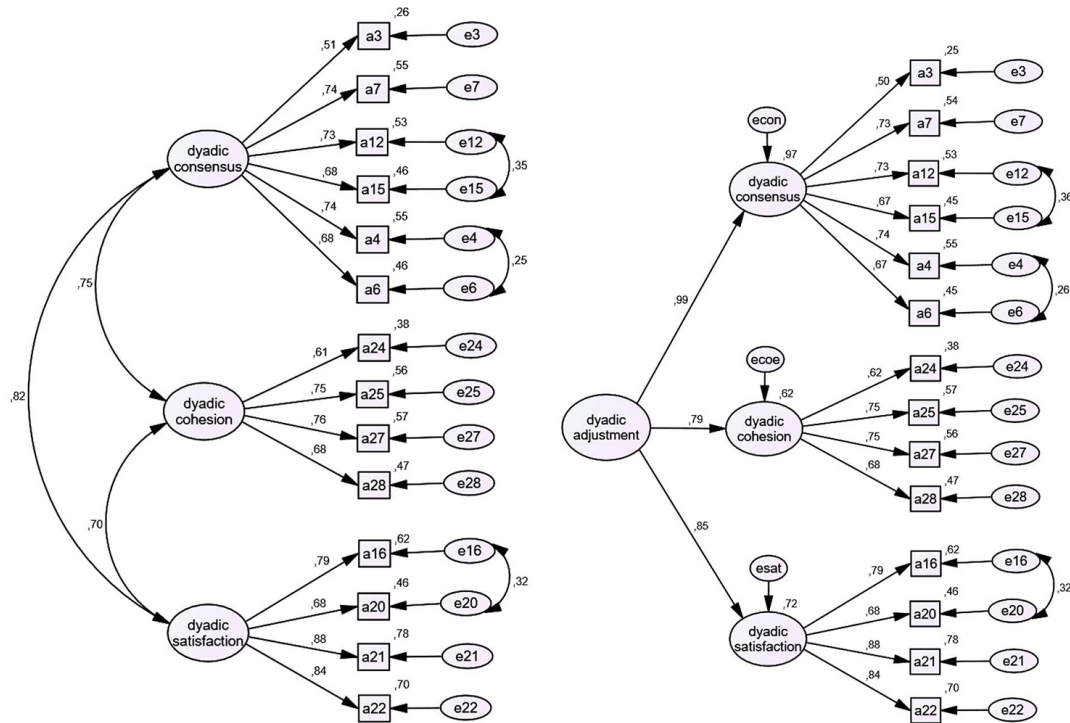 ,26
,51
a3
e3
,55
,74
a7
e7
dyadic
consensus
,53
,73
a12
e12
,35
,46
,68
a15
e15
,55
,74
a4
e4
,25
,46
,68
a6
e6
,75
,82
,38
,61
a24
e24
dyadic
cohesion
,56
,75
a25
e25
,57
,76
a27
e27
,47
,68
a28
e28
,70
,62
,79
a16
e16
,32
,46
,68
a20
e20
dyadic
satisfaction
,78
,88
a21
e21
,70
,84
a22
e22
dyadic
adjustment
,99
,79
,85
econ
,97
dyadic
consensus
,25
,50
a3
e3
,54
,73
a7
e7
,53
,73
a12
e12
,36
,45
,67
a15
e15
,55
,74
a4
e4
,26
,45
,67
a6
e6
ecoe
,62
dyadic
cohesion
,38
,62
a24
e24
,57
,75
a25
e25
,56
,75
a27
e27
,47
,68
a28
e28
esat
,72
dyadic
satisfaction
,62
,79
a16
e16
,32
,46
,68
a20
e20
,78
,88
a21
e21
,70
,84
a22
e22